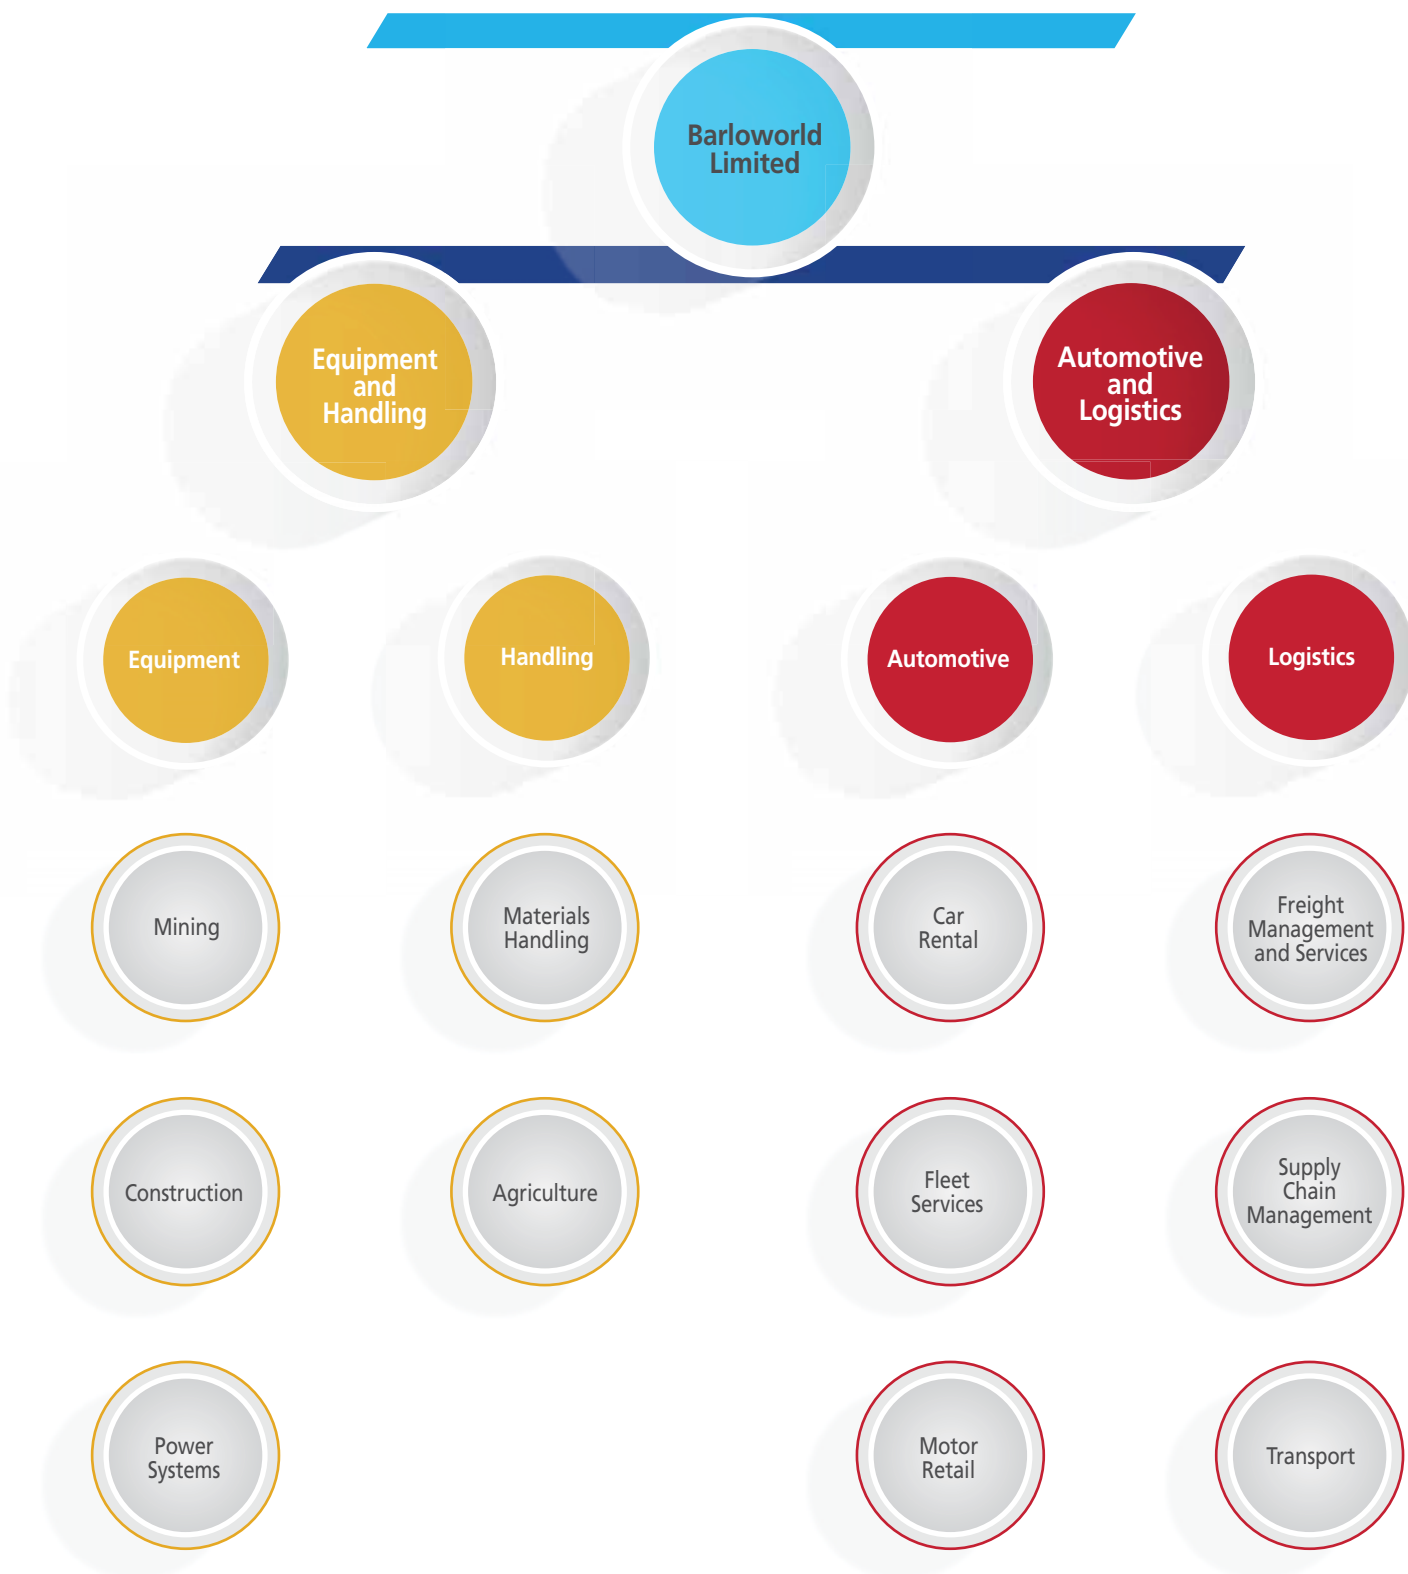 Barloworld
Limited
Equipment
and
Handling
Automotive
and
Logistics
Equipment
Handling
Automotive
Logistics
Mining
Materials
Handling
Car
Rental
Freight
Management
and Services
Construction
Agriculture
Fleet
Services
Supply
Chain
Management
Power
Systems
Motor
Retail
Transport